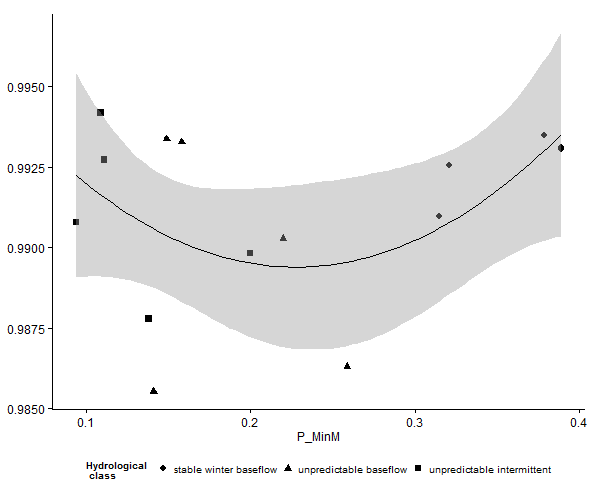 0.9950
0.9925
0.9900
0.9875
0.9850
0.1 0.2 0.3 0.4
P_MinM
Hydrological
class
stable winter baseflow unpredictable baseflow unpredictable intermittent